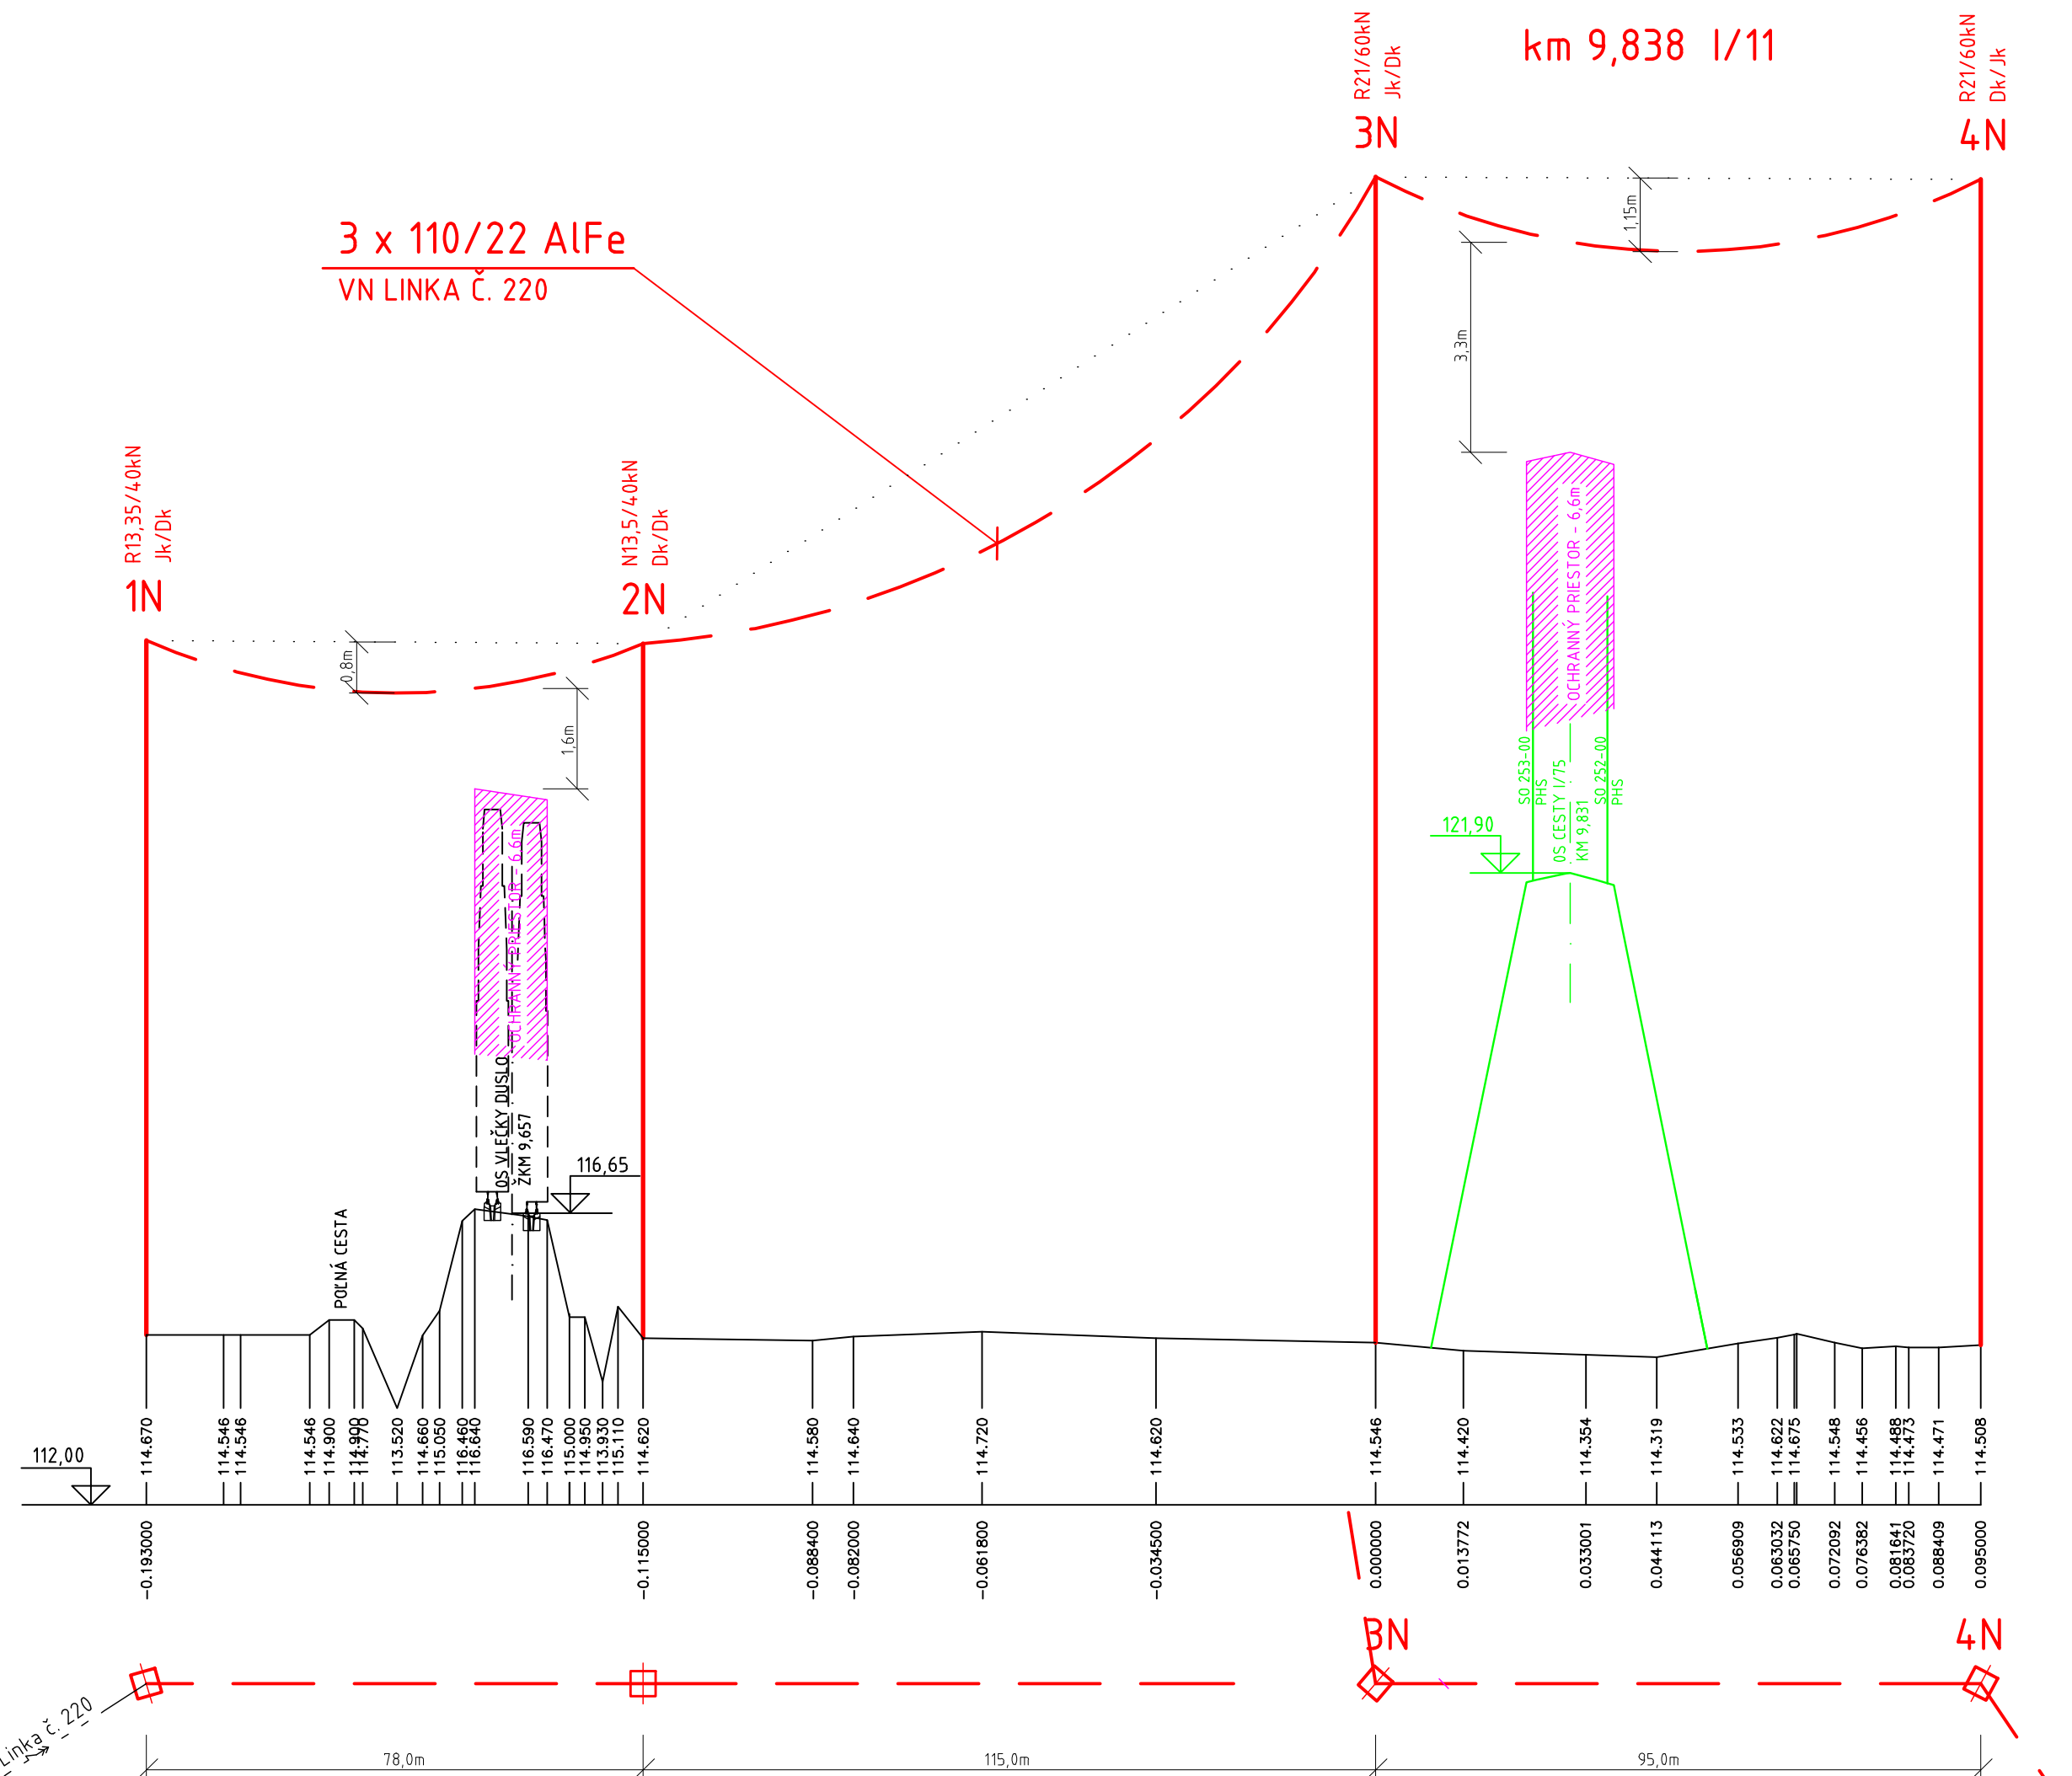 km 9,838 I/11
R21/60kN
Jk/Dk
3N
R21/60kN
Dk/Jk
4N
1,15m
3 x 110/22 AlFe
VN LINKA Č. 220
3,3m
R13,35/40kN
Jk/Dk
1N
N13,5/40kN
Dk/Dk
2N
0,8m
1,6m
OCHRANNÝ PRIESTOR - 6,6m
OCHRANNÝ PRIESTOR - 6,6m
SO 253-00
PHS
OS CESTY I/75
KM 9,831
SO 252-00
PHS
121,90
OS VLEČKY DUSLO
ŽKM 9,657
116,65
POĽNÁ CESTA
112,00
114.670
114.546
114.546
114.546
114.900
114.900
114.770
113.520
114.660
115.050
116.460
116.640
116.590
116.470
115.000
114.950
113.930
115.110
114.620
114.580
114.640
114.720
114.620
114.546
114.420
114.354
114.319
114.533
114.622
114.675
114.548
114.456
114.488
114.473
114.471
114.508
-0.193000
-0.115000
-0.088400
-0.082000
-0.061800
-0.034500
0.000000
0.013772
0.033001
0.044113
0.056909
0.063032
0.065750
0.072092
0.076382
0.081641
0.083720
0.088409
0.095000
3N
4N
Linka č. 220
78,0m
115,0m
95,0m